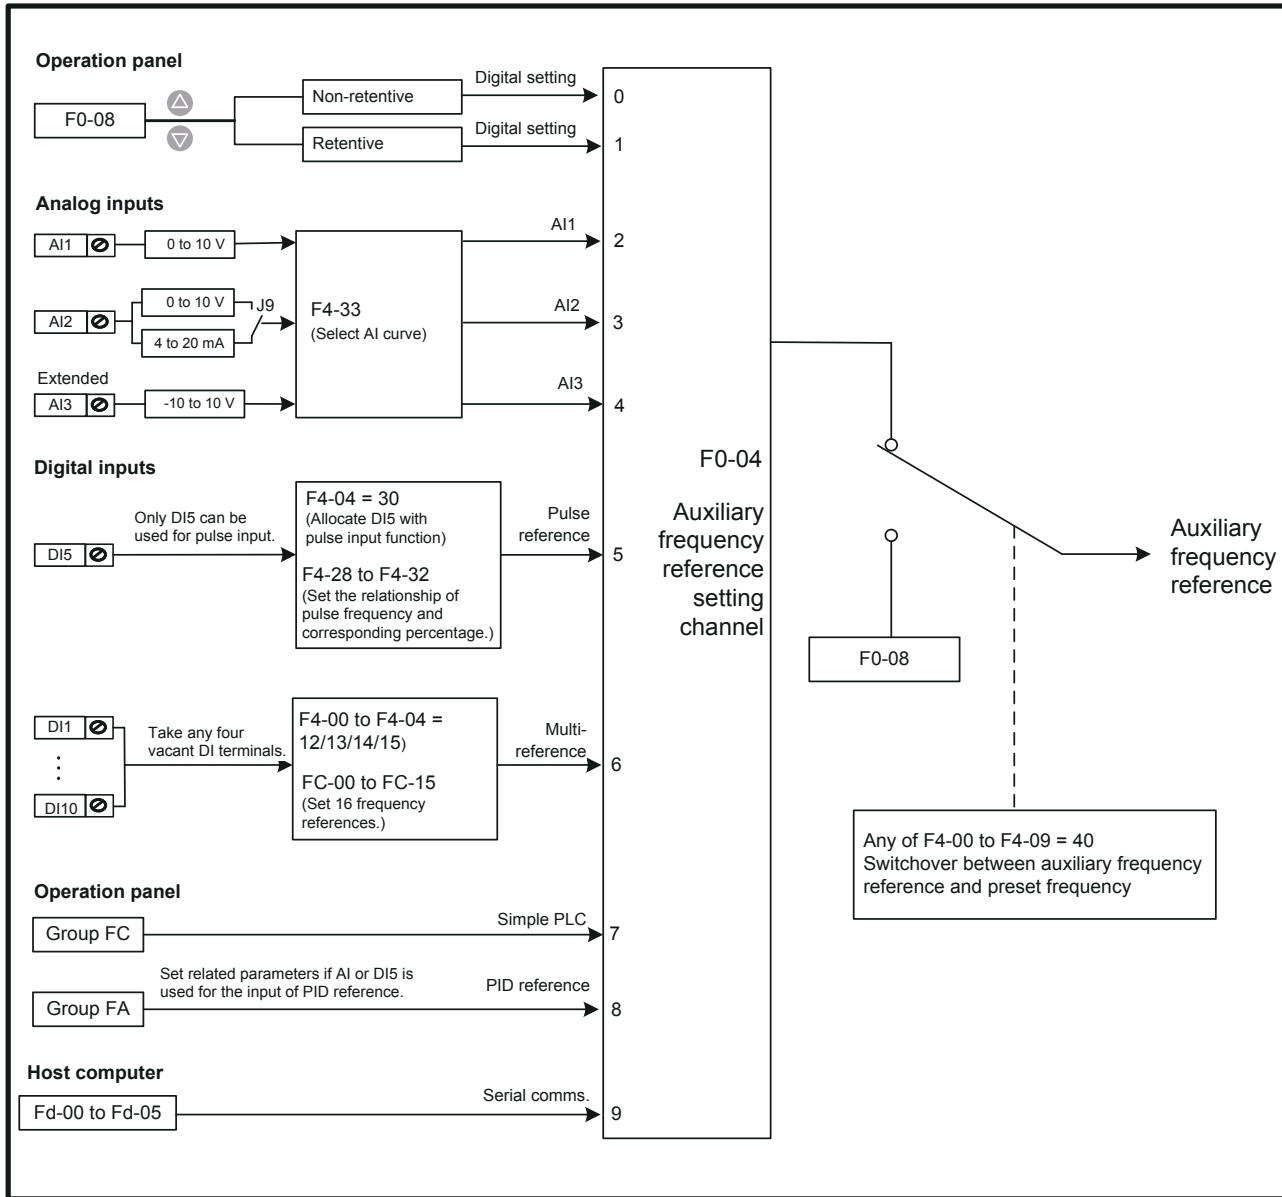 Operation panel
F0-08
Non-retentive
Digital setting
0
Retentive
Digital setting
1
Analog inputs
AI1
0 to 10 V
AI1
2
AI2
0 to 10 V
J9
4 to 20 mA
F4-33
(Select AI curve)
AI2
3
Extended
AI3
-10 to 10 V
AI3
4
Digital inputs
DI5
Only DI5 can be
used for pulse input.
F4-04 = 30
(Allocate DI5 with
pulse input function)
F4-28 to F4-32
(Set the relationship of
pulse frequency and
corresponding percentage.)
Pulse
reference
5
DI1
DI10
Take any four
vacant DI terminals.
F4-00 to F4-04 =
12/13/14/15)
FC-00 to FC-15
(Set 16 frequency
references.)
Multi-
reference
6
Operation panel
Group FC
Simple PLC
7
Group FA
Set related parameters if AI or DI5 is
used for the input of PID reference.
PID reference
8
Host computer
Fd-00 to Fd-05
Serial comms.
9
F0-04
Auxiliary
frequency
reference
setting
channel
F0-08
Auxiliary
frequency
reference
Any of F4-00 to F4-09 = 40
Switchover between auxiliary frequency
reference and preset frequency